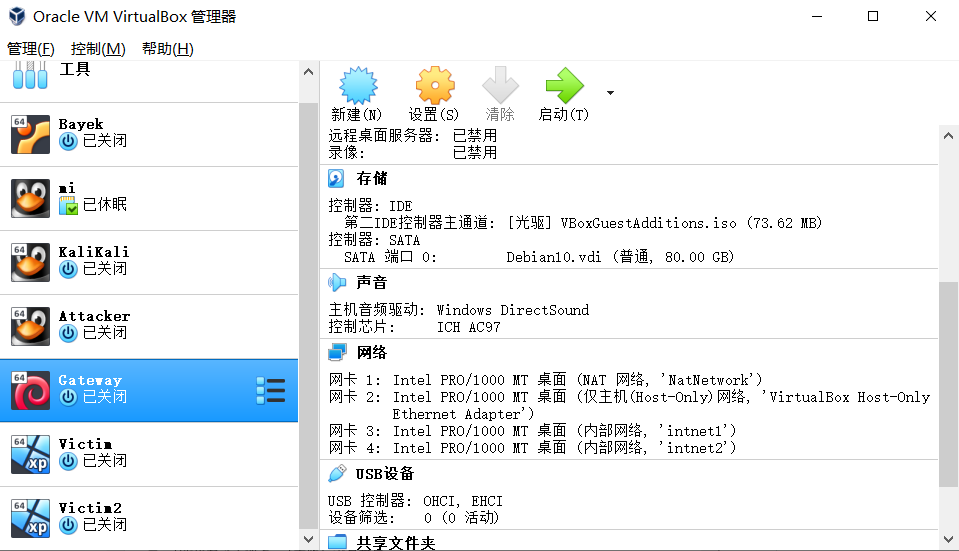 Oracle VM VirtualBox 管理器
管理(F) 控制(M) 帮助(H)
工具
64 Bayek
已关闭
mi
已休眠
64 KaliKali
已关闭
64 Attacker
已关闭
64 Gateway
已关闭
64 Victim
xp 已关闭
64 Victim2
xp 已关闭
新建(N) 设置(S) 清除 启动(T)
远程桌面服务器: 已禁用
录像: 已禁用
存储
控制器: IDE
第二IDE控制器主通道: [光驱] VBoxGuestAdditions.iso (73.62 MB)
控制器: SATA
SATA 端口 0: Debian10.vdi (普通, 80.00 GB)
声音
主机音频驱动: Windows DirectSound
控制芯片: ICH AC97
网络
网卡 1: Intel PRO/1000 MT 桌面 (NAT 网络, 'NatNetwork')
网卡 2: Intel PRO/1000 MT 桌面 (仅主机(Host-Only)网络, 'VirtualBox Host-Only
Ethernet Adapter')
网卡 3: Intel PRO/1000 MT 桌面 (内部网络, 'intnet1')
网卡 4: Intel PRO/1000 MT 桌面 (内部网络, 'intnet2')
USB设备
USB 控制器: OHCI, EHCI
设备筛选: 0 (0 活动)
共享文件夹